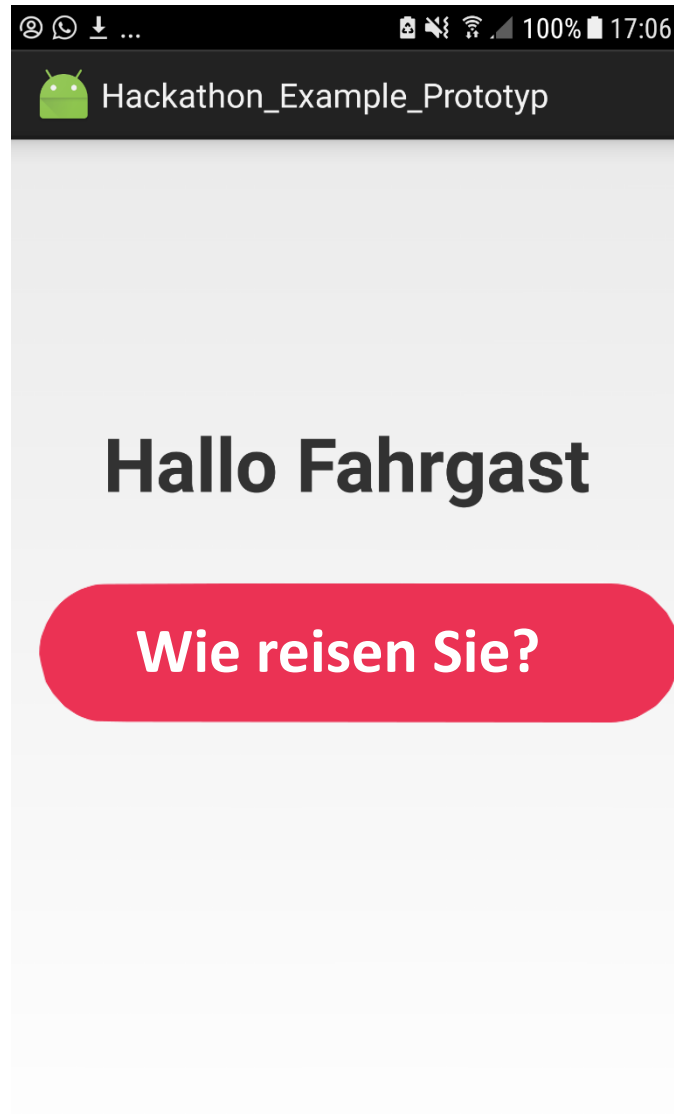 ... 100% 17:06
Hackathon_Example_Prototyp
Hallo Fahrgast
Wie reisen Sie?